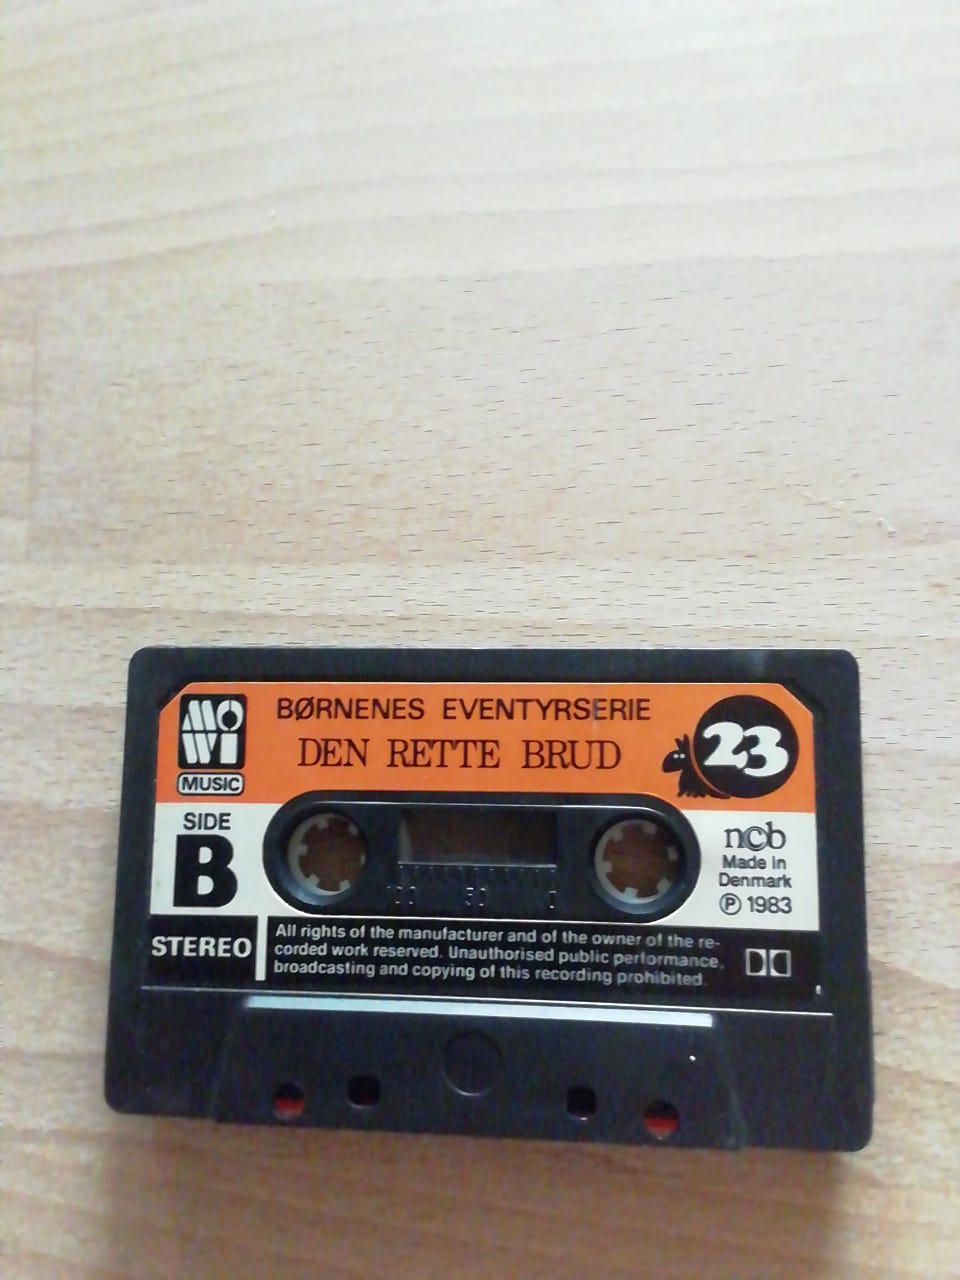 MOWI
MUSIC
BØRNENES EVENTYRSERIE
DEN RETTE BRUD
23
SIDE
B
STEREO
100 50 0
ncb
Made in
Denmark
Ⓟ 1983
All rights of the manufacturer and of the owner of the re-
corded work reserved. Unauthorised public performance,
broadcasting and copying of this recording prohibited.